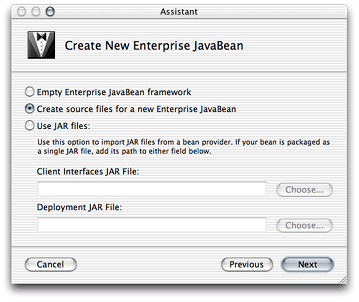 Assistant
Create New Enterprise JavaBean
Empty Enterprise JavaBean framework
Create source files for a new Enterprise JavaBean
Use JAR files:
Use this option to import JAR files from a bean provider. If your bean is packaged as
a single JAR file, add its path to either field below.
Client Interfaces JAR File:
Choose...
Deployment JAR File:
Choose...
Cancel
Previous
Next